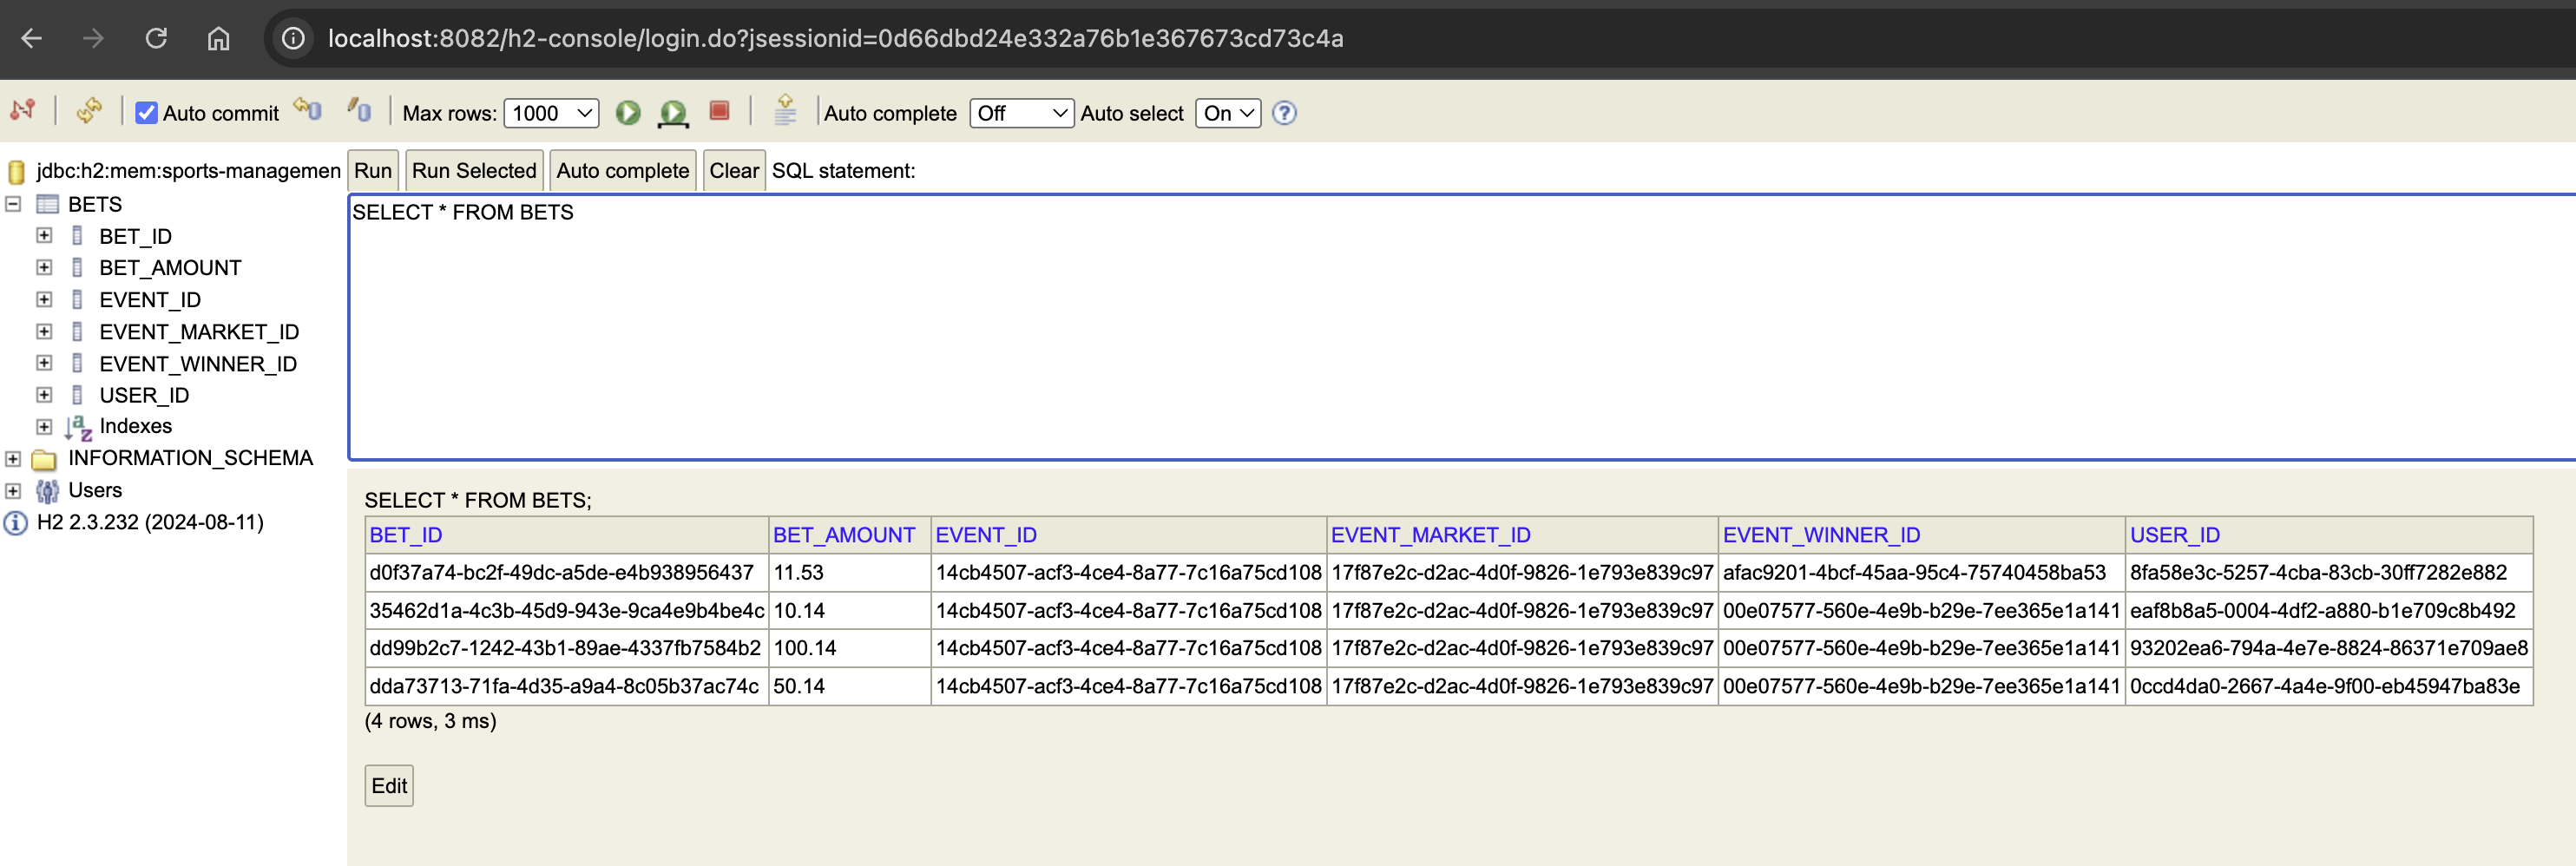 localhost:8082/h2-console/login.do?jsessionid=0d66dbd24e332a76b1e367673cd73c4a
Auto commit Max rows: 1000 Auto complete Off Auto select On ?
jdbc:h2:mem:sports-managemen
BETS
BET_ID
BET_AMOUNT
EVENT_ID
EVENT_MARKET_ID
EVENT_WINNER_ID
USER_ID
Indexes
INFORMATION_SCHEMA
Users
H2 2.3.232 (2024-08-11)
Run Run Selected Auto complete Clear SQL statement:
SELECT * FROM BETS
SELECT * FROM BETS;
BET_ID BET_AMOUNT EVENT_ID EVENT_MARKET_ID EVENT_WINNER_ID USER_ID
d0f37a74-bc2f-49dc-a5de-e4b938956437 11.53 14cb4507-acf3-4ce4-8a77-7c16a75cd108 17f87e2c-d2ac-4d0f-9826-1e793e839c97 afac9201-4bcf-45aa-95c4-75740458ba53 8fa58e3c-5257-4cba-83cb-30ff7282e882
35462d1a-4c3b-45d9-943e-9ca4e9b4be4c 10.14 14cb4507-acf3-4ce4-8a77-7c16a75cd108 17f87e2c-d2ac-4d0f-9826-1e793e839c97 00e07577-560e-4e9b-b29e-7ee365e1a141 eaf8b8a5-0004-4df2-a880-b1e709c8b492
dd99b2c7-1242-43b1-89ae-4337fb7584b2 100.14 14cb4507-acf3-4ce4-8a77-7c16a75cd108 17f87e2c-d2ac-4d0f-9826-1e793e839c97 00e07577-560e-4e9b-b29e-7ee365e1a141 93202ea6-794a-4e7e-8824-86371e709ae8
dda73713-71fa-4d35-a9a4-8c05b37ac74c 50.14 14cb4507-acf3-4ce4-8a77-7c16a75cd108 17f87e2c-d2ac-4d0f-9826-1e793e839c97 00e07577-560e-4e9b-b29e-7ee365e1a141 0ccd4da0-2667-4a4e-9f00-eb45947ba83e
(4 rows, 3 ms)
Edit